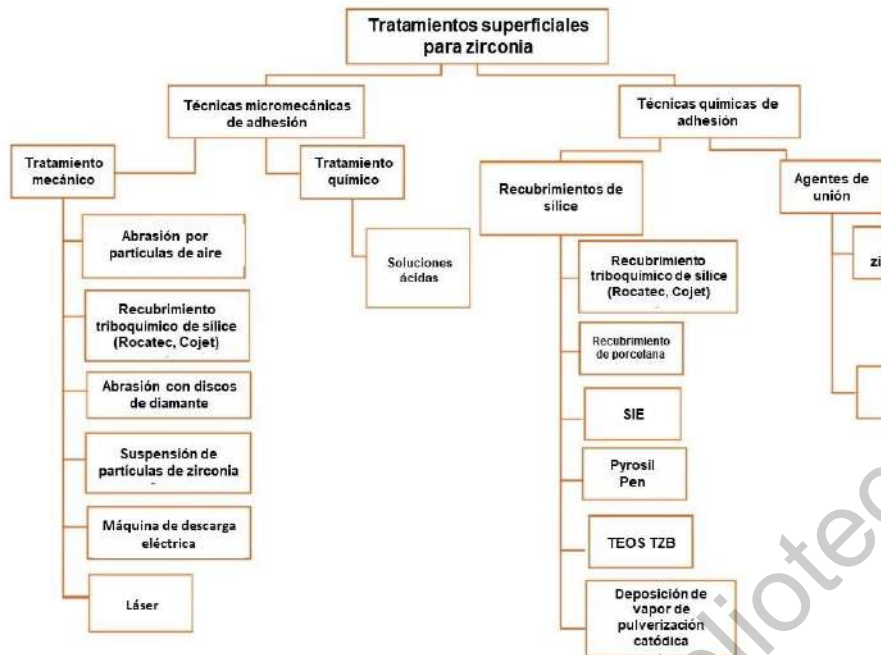 Tratamientos superficiales
para zirconia
Técnicas micromecánicas
de adhesión
Técnicas químicas de
adhesión
Tratamiento
mecánico
Tratamiento
químico
Recubrimientos de
sílice
Agentes de
unión
Abrasión por
partículas de aire
Recubrimiento
triboquímico de sílice
(Rocatec, Cojet)
Abrasión con discos
de diamante
Suspensión de
partículas de zirconia
Máquina de descarga
eléctrica
Láser
Soluciones
ácidas
Recubrimiento
triboquímico de sílice
(Rocatec, Cojet)
Recubrimiento
de porcelana
SIE
Pyrosil
Pen
TEOS TZB
Deposición de
vapor de
pulverización
catódica
zi
bliotec